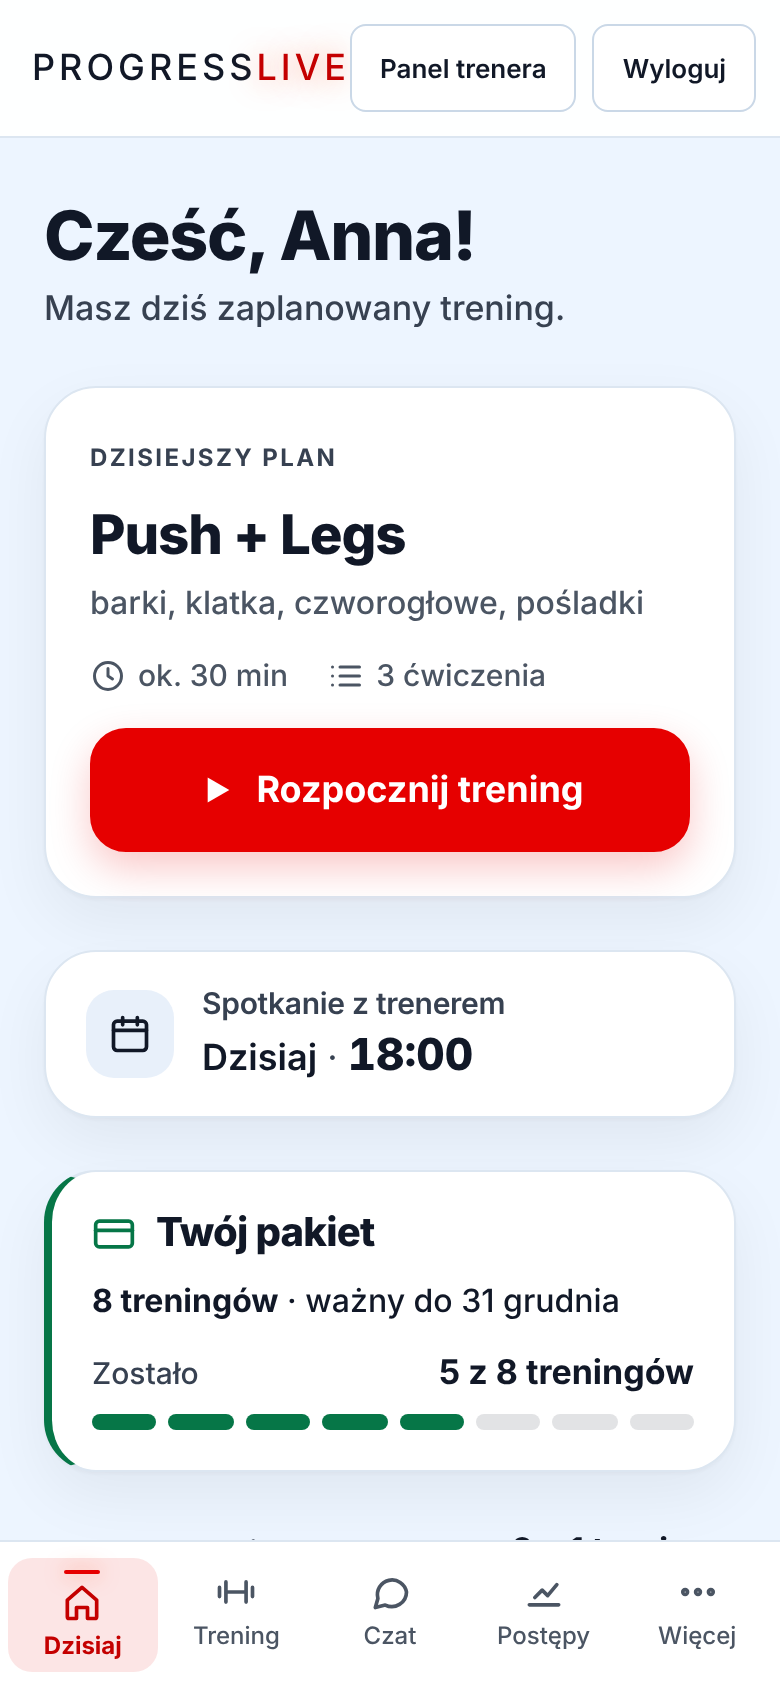 PROGRESSLIVE
Panel trenera
Wyloguj
Cześć, Anna!
Masz dziś zaplanowany trening.
DZISIEJSZY PLAN
Push + Legs
barki, klatka, czworogłowe, pośladki
ok. 30 min
3 ćwiczenia
Rozpocznij trening
Spotkanie z trenerem
Dzisiaj · 18:00
Twój pakiet
8 treningów · ważny do 31 grudnia
Zostało
5 z 8 treningów
Dzisiaj
Trening
Czat
Postępy
Więcej